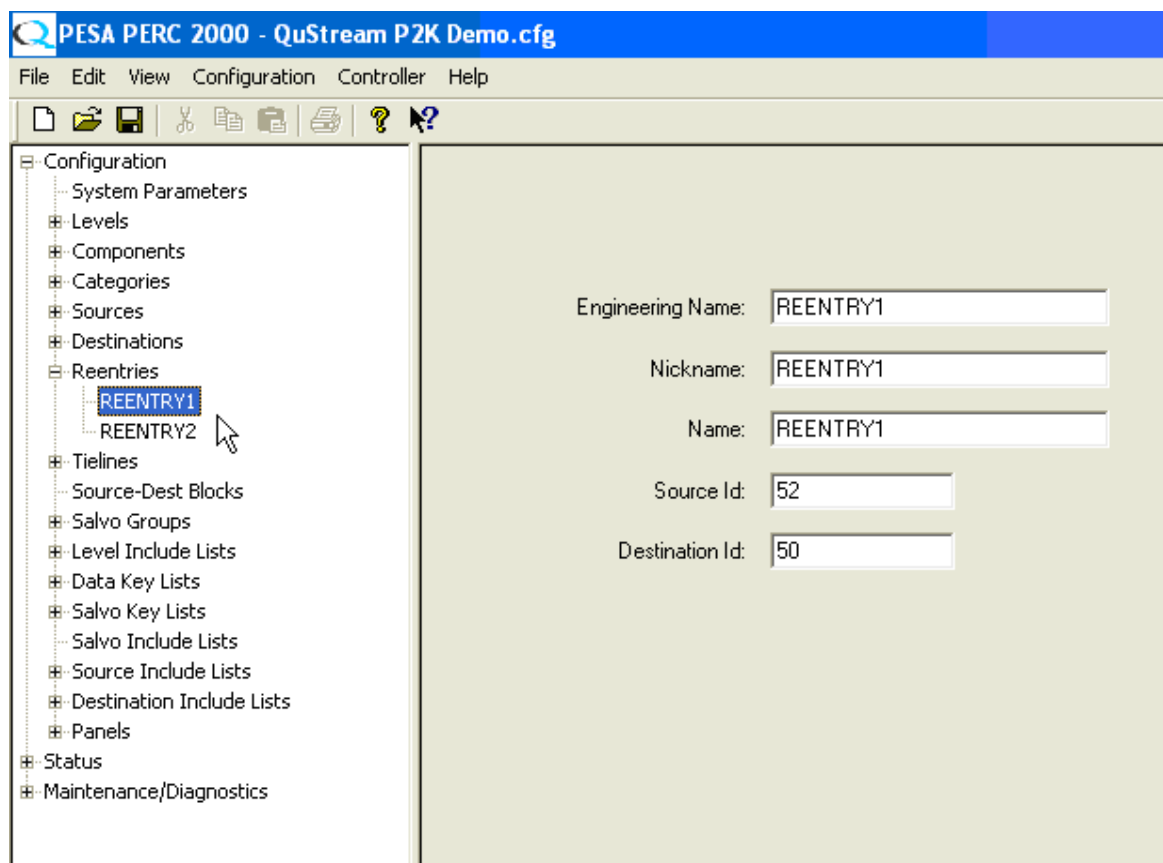 PESA PERC 2000 - QuStream P2K Demo.cfg
File Edit View Configuration Controller Help
Configuration
System Parameters
Levels
Components
Categories
Sources
Destinations
Reentries
REENTRY1
REENTRY2
Tielines
Source-Dest Blocks
Salvo Groups
Level Include Lists
Data Key Lists
Salvo Key Lists
Salvo Include Lists
Source Include Lists
Destination Include Lists
Panels
Status
Maintenance/Diagnostics
Engineering Name: REENTRY1
Nickname: REENTRY1
Name: REENTRY1
Source Id: 52
Destination Id: 50